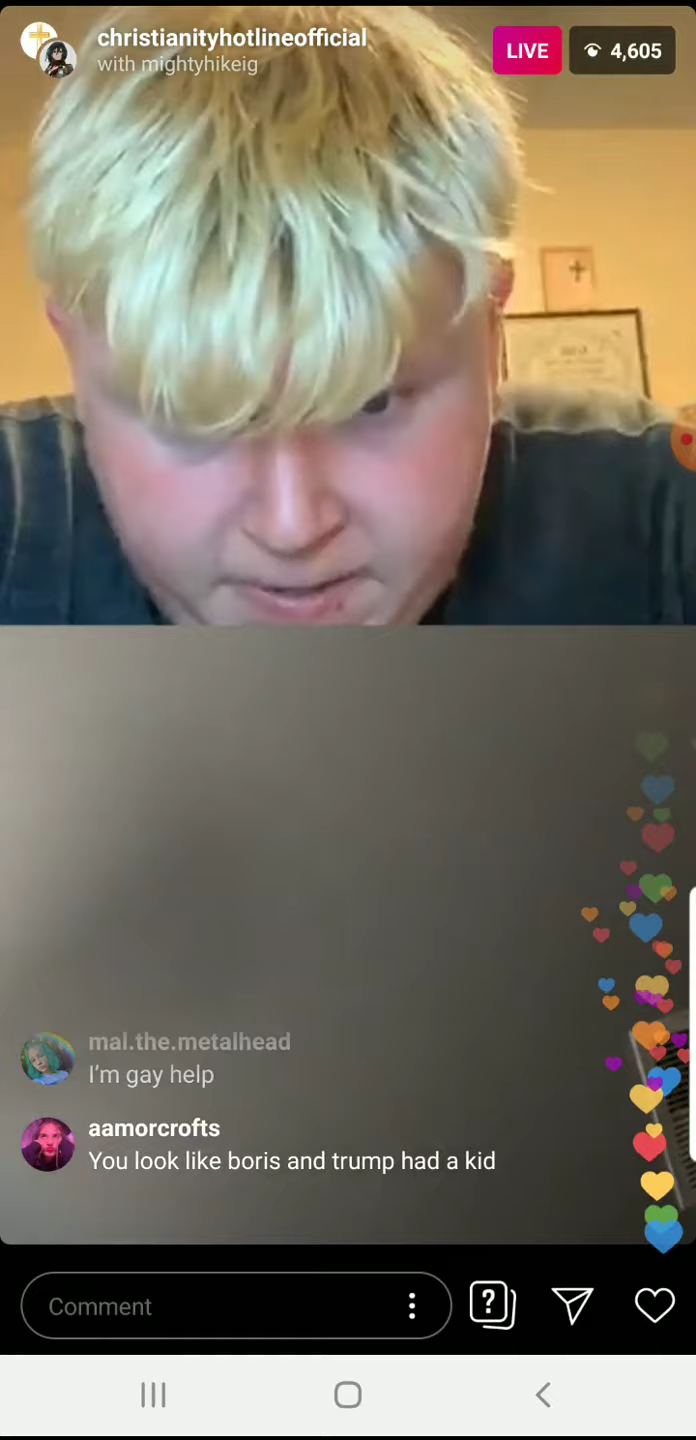 christianityhotlineofficial
with mightyhikeig
LIVE
4,605
mal.the.metalhead
I'm gay help
aamorcrofts
You look like boris and trump had a kid
Comment
?